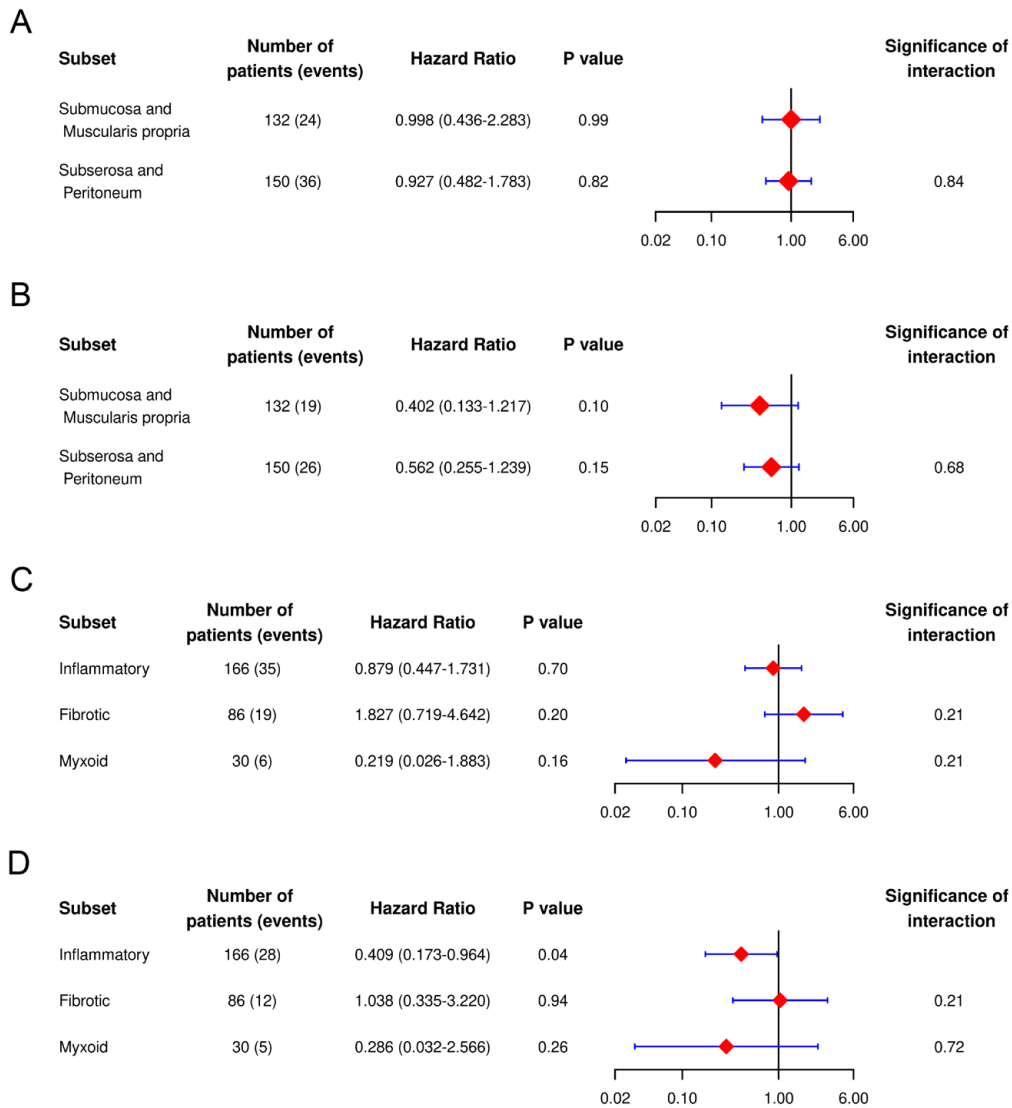 A
Subset Number of patients (events) Hazard Ratio P value Significance of interaction
Submucosa and Muscularis propria 132 (24) 0.998 (0.436-2.283) 0.99
Subserosa and Peritoneum 150 (36) 0.927 (0.482-1.783) 0.82 0.84
0.02 0.10 1.00 6.00
B
Subset Number of patients (events) Hazard Ratio P value Significance of interaction
Submucosa and Muscularis propria 132 (19) 0.402 (0.133-1.217) 0.10
Subserosa and Peritoneum 150 (26) 0.562 (0.255-1.239) 0.15 0.68
0.02 0.10 1.00 6.00
C
Subset Number of patients (events) Hazard Ratio P value Significance of interaction
Inflammatory 166 (35) 0.879 (0.447-1.731) 0.70
Fibrotic 86 (19) 1.827 (0.719-4.642) 0.20 0.21
Myxoid 30 (6) 0.219 (0.026-1.883) 0.16 0.21
0.02 0.10 1.00 6.00
D
Subset Number of patients (events) Hazard Ratio P value Significance of interaction
Inflammatory 166 (28) 0.409 (0.173-0.964) 0.04
Fibrotic 86 (12) 1.038 (0.335-3.220) 0.94 0.21
Myxoid 30 (5) 0.286 (0.032-2.566) 0.26 0.72
0.02 0.10 1.00 6.00